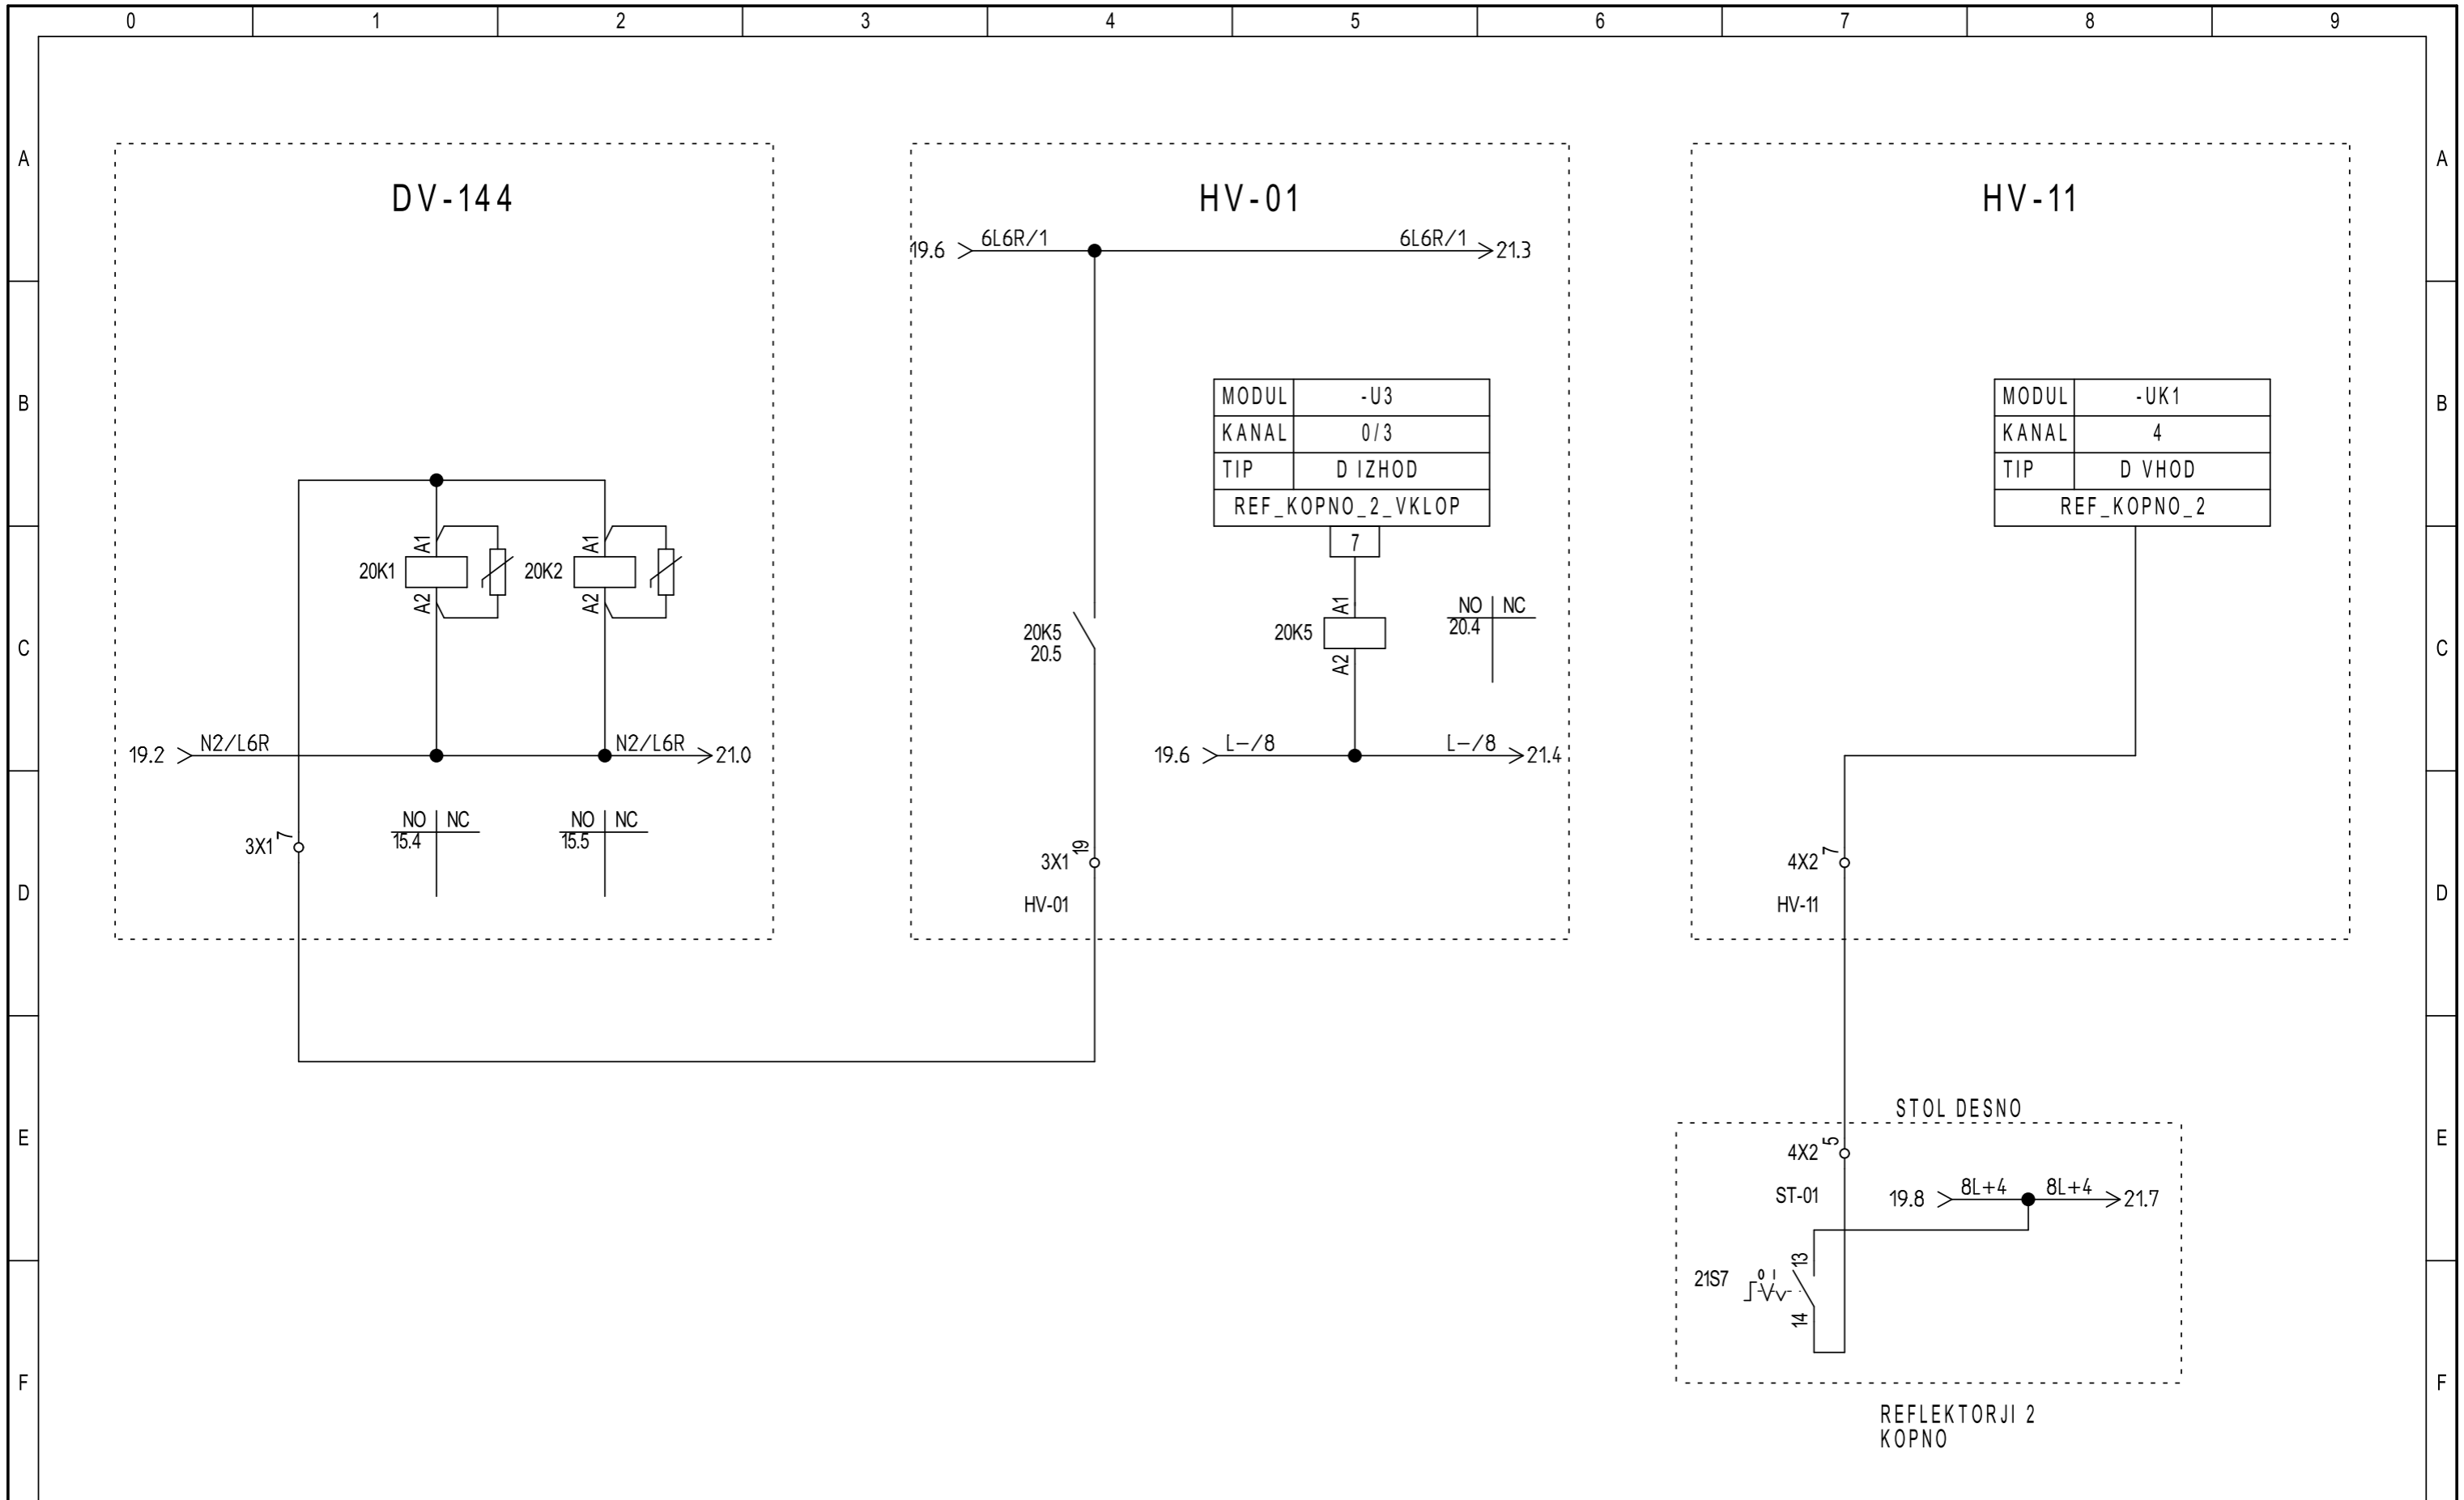 0 1 2 3 4 5 6 7 8 9
A A
DV-144 HV-01 HV-11
19.6 6L6R/1 6L6R/1 21.3
B B
MODUL -U3
KANAL 0/3
TIP D IZHOD
REF_KOPNO_2_VKLOP
7
MODUL -UK1
KANAL 4
TIP D VHOD
REF_KOPNO_2
C C
A1 A1
20K1 20K2
A2 A2
20K5
20.5
A1
20K5
A2
NO NC
20.4
19.2 N2/L6R N2/L6R 21.0
19.6 L-/8 L-/8 21.4
D D
3X1 7
NO NC
15.4
NO NC
15.5
3X1 19
HV-01
4X2 7
HV-11
E E
STOL DESNO
4X2 5
ST-01
19.8 8L+4 8L+4 21.7
F F
13
21S7 0 I
14
REFLEKTORJI 2
KOPNO